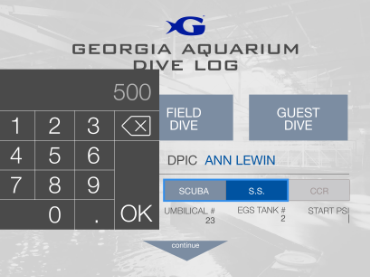 GEORGIA AQUARIUM
DIVE LOG
500
1 2 3
4 5 6
7 8 9
0 . OK
FIELD DIVE
GUEST DIVE
DPIC ANN LEWIN
SCUBA S.S. CCR
UMBILICAL # EGS TANK # START PSI
23 2
continue